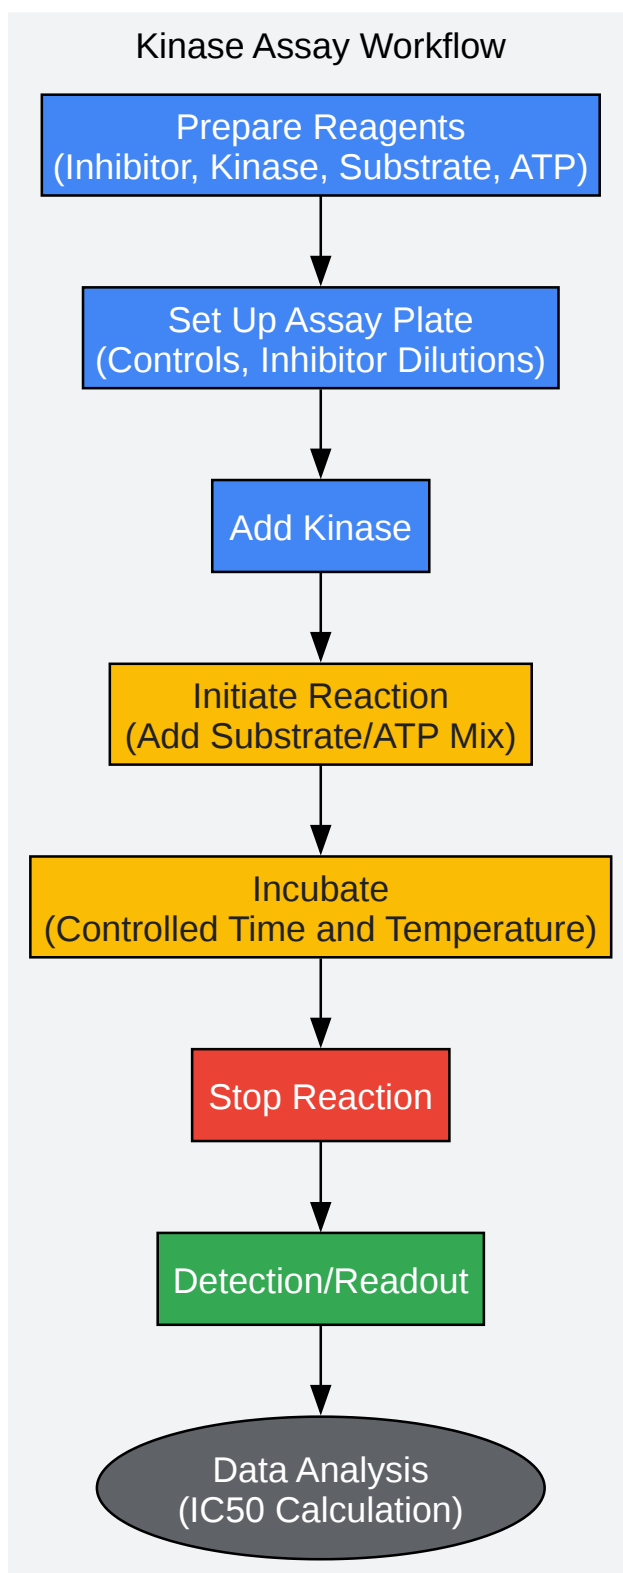 Kinase Assay Workflow
Prepare Reagents
(Inhibitor, Kinase, Substrate, ATP)
Set Up Assay Plate
(Controls, Inhibitor Dilutions)
Add Kinase
Initiate Reaction
(Add Substrate/ATP Mix)
Incubate
(Controlled Time and Temperature)
Stop Reaction
Detection/Readout
Data Analysis
(IC50 Calculation)